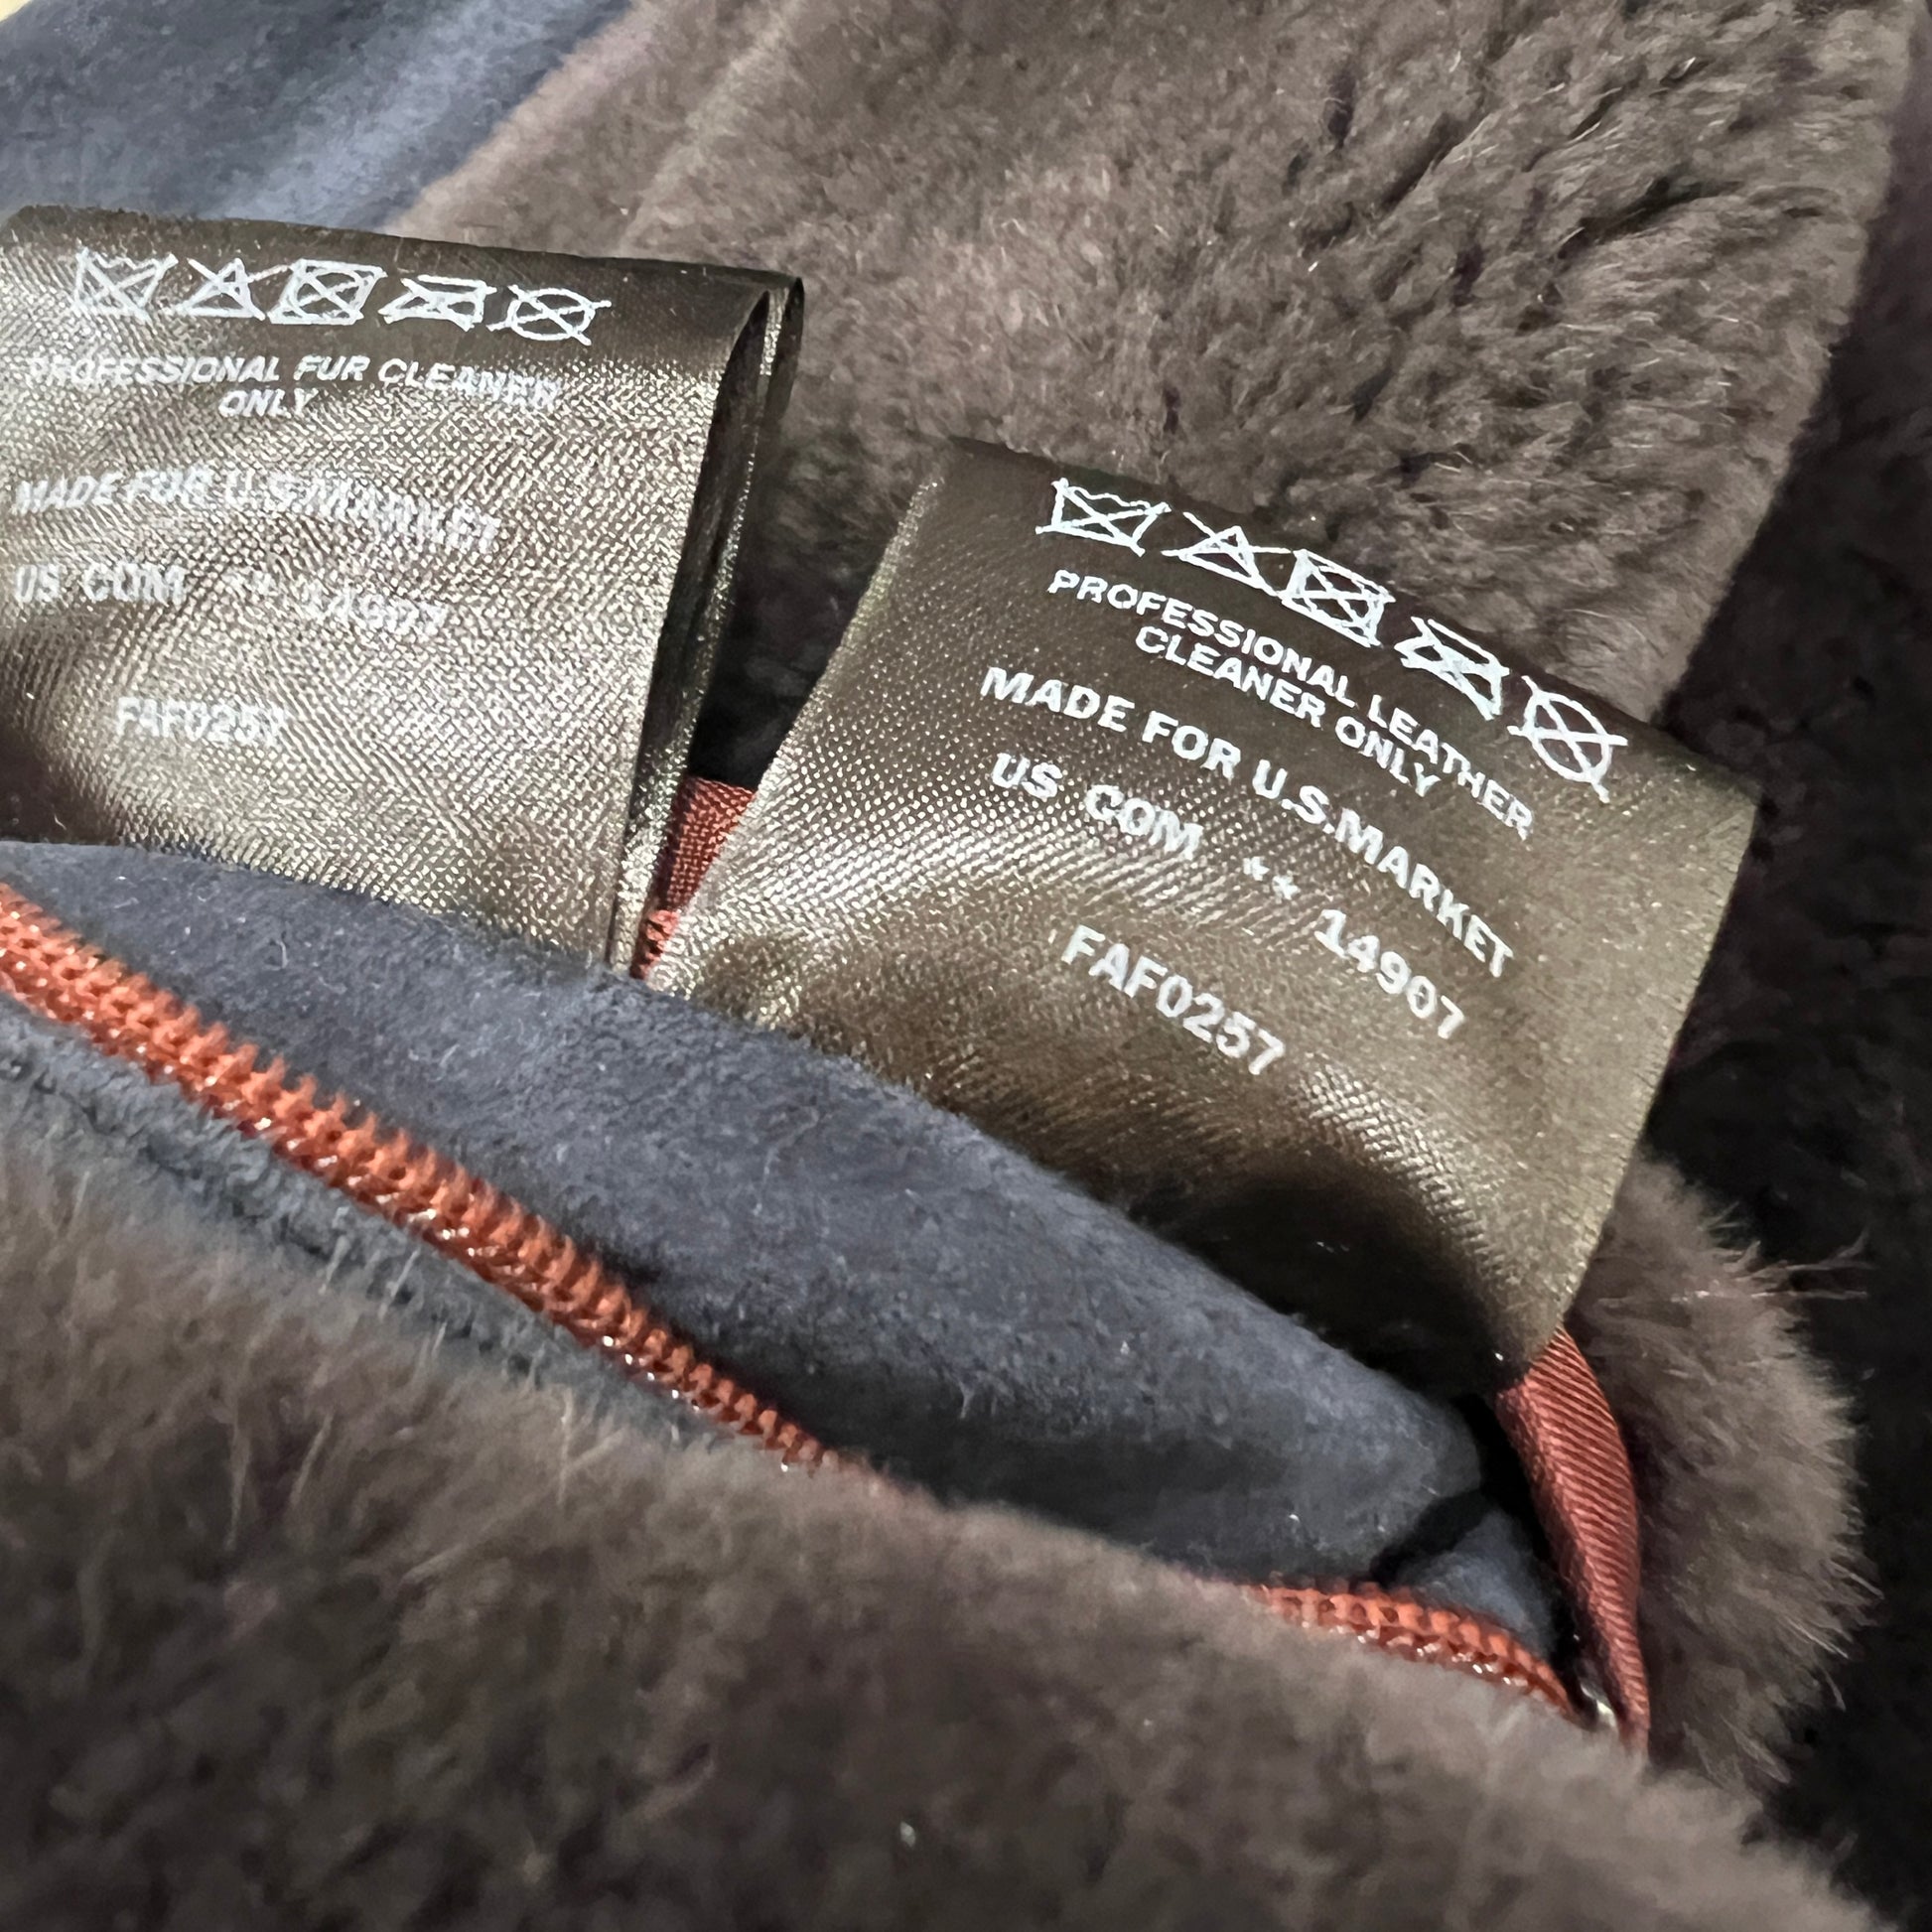 PROFESSIONAL FUR CLEANER
ONLY
MADE FOR U.S.MARKET
US COM ** 14907
FAF0257
PROFESSIONAL LEATHER
CLEANER ONLY
MADE FOR U.S.MARKET
US COM ** 14907
FAF0257